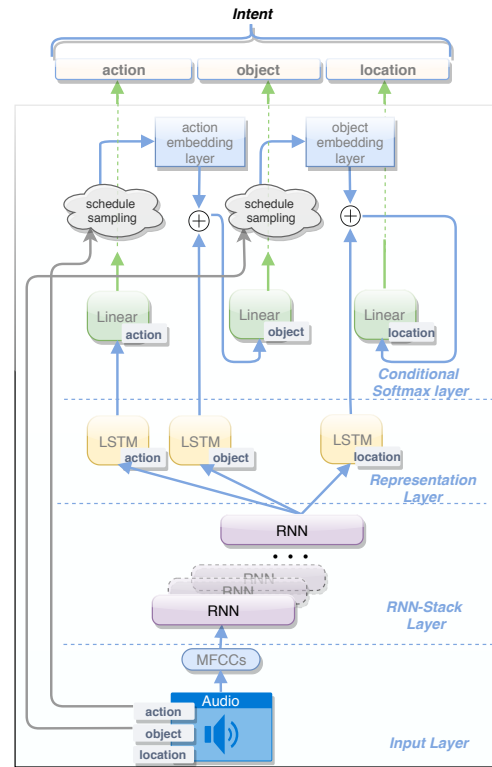 Intent
action
object
location
action
embedding
layer
object
embedding
layer
schedule
sampling
schedule
sampling
Linear
action
Linear
object
Linear
location
Conditional
Softmax layer
LSTM
action
LSTM
object
LSTM
location
Representation
Layer
RNN
...
RNN
RNN
RNN
RNN-Stack
Layer
MFCCs
Audio
action
object
location
Input Layer